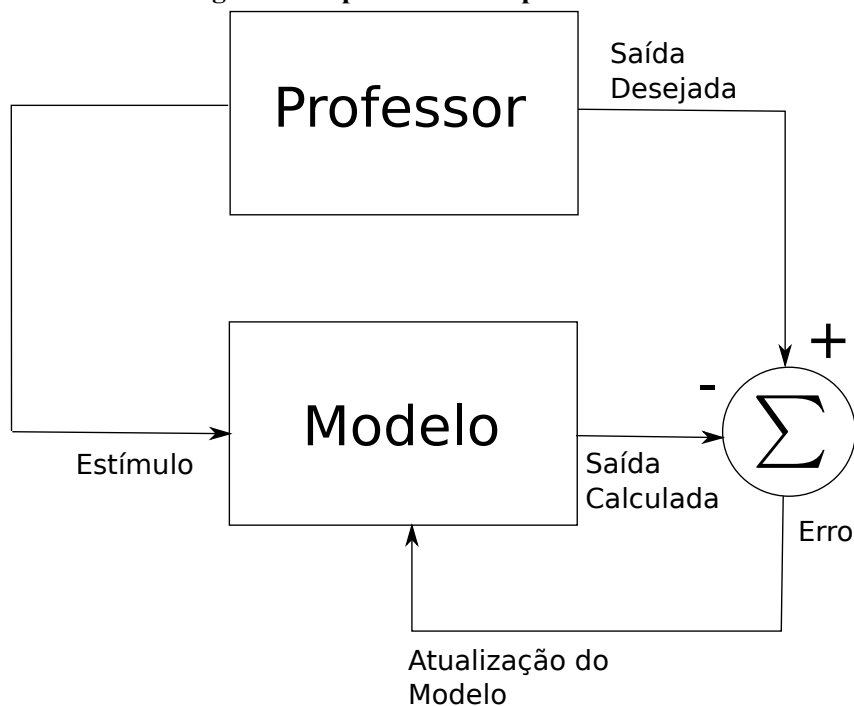 Saída
Desejada
Professor
+
-
Modelo
∑
Estímulo
Saída
Calculada
Erro
Atualização do
Modelo